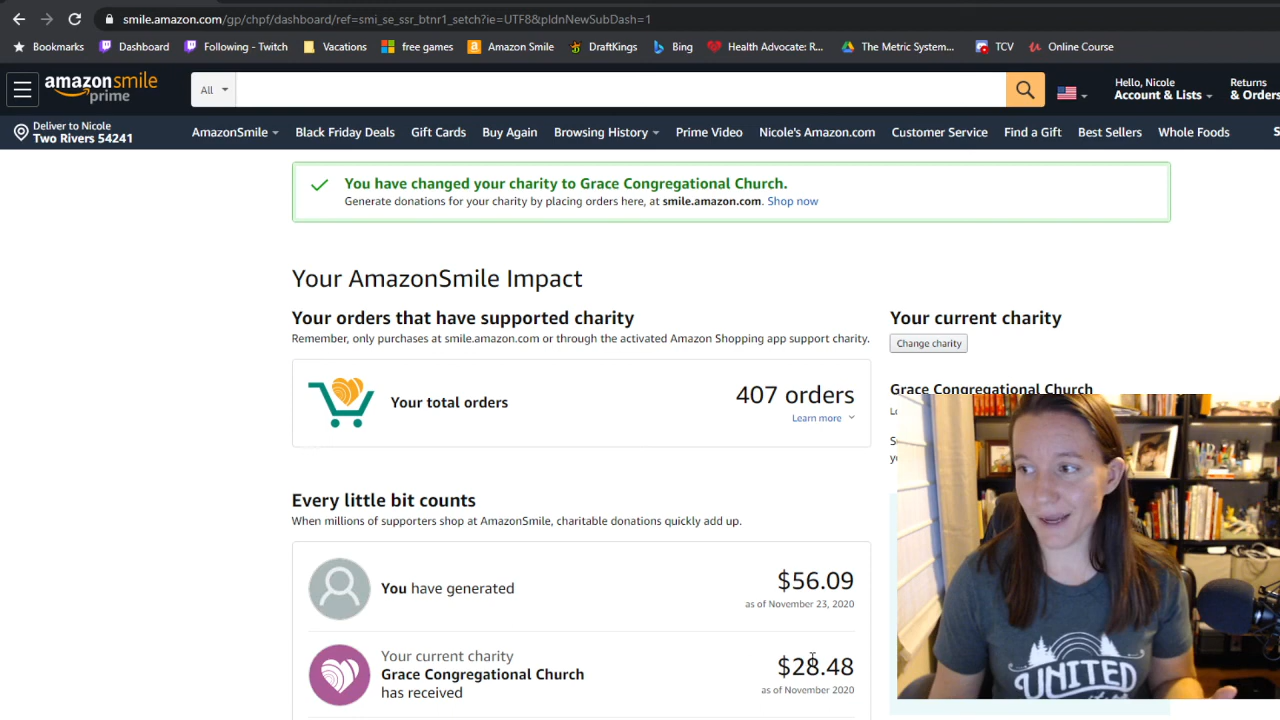 smile.amazon.com/gp/chpf/dashboard/ref=smi_se_ssr_btnr1_setch?ie=UTF8&pldnNewSubDash=1
Bookmarks Dashboard Following - Twitch Vacations free games Amazon Smile DraftKings Bing Health Advocate: R... The Metric System... TCV Online Course
amazonsmile
prime
All
Hello, Nicole
Account & Lists
Returns
& Orders
Deliver to Nicole
Two Rivers 54241
AmazonSmile Black Friday Deals Gift Cards Buy Again Browsing History Prime Video Nicole's Amazon.com Customer Service Find a Gift Best Sellers Whole Foods S
You have changed your charity to Grace Congregational Church.
Generate donations for your charity by placing orders here, at smile.amazon.com. Shop now
Your AmazonSmile Impact
Your orders that have supported charity
Remember, only purchases at smile.amazon.com or through the activated Amazon Shopping app support charity.
Your total orders
407 orders
Learn more
Every little bit counts
When millions of supporters shop at AmazonSmile, charitable donations quickly add up.
You have generated
$56.09
as of November 23, 2020
Your current charity
Grace Congregational Church
has received
$28.48
as of November 2020
Your current charity
Change charity
Grace Congregational Church
UNITED